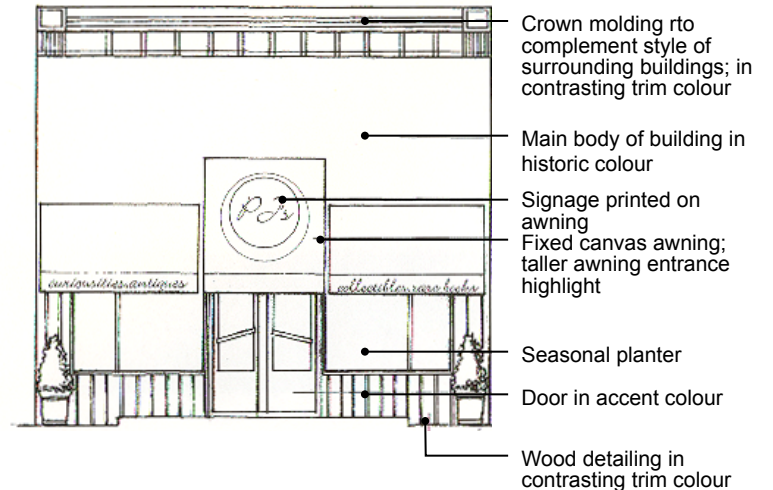 Crown molding rto
complement style of
surrounding buildings; in
contrasting trim colour
Main body of building in
historic colour
Signage printed on
awning
Fixed canvas awning;
taller awning entrance
highlight
PJ's
curiousities.antiques
collectibles.rare books
Seasonal planter
Door in accent colour
Wood detailing in
contrasting trim colour